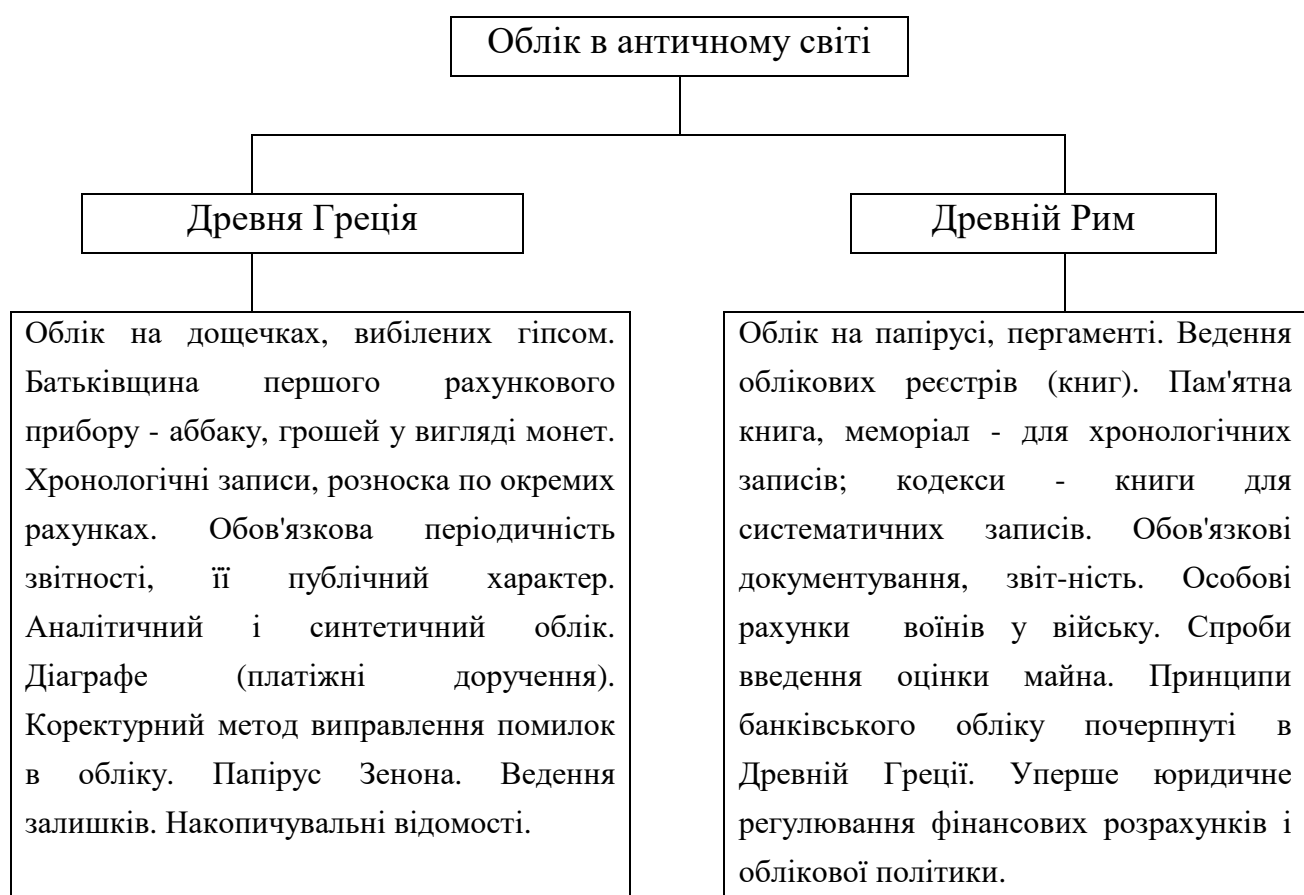 Облік в античному світі
Древня Греція
Древній Рим
Облік на дощечках, вибілених гіпсом.
Батьківщина першого рахункового
прибору - аббаку, грошей у вигляді монет.
Хронологічні записи, розноска по окремих
рахунках. Обов'язкова періодичність
звітності, її публічний характер.
Аналітичний і синтетичний облік.
Діаграфе (платіжні доручення).
Коректурний метод виправлення помилок
в обліку. Папірус Зенона. Ведення
залишків. Накопичувальні відомості.
Облік на папірусі, пергаменті. Ведення
облікових реєстрів (книг). Пам'ятна
книга, меморіал - для хронологічних
записів; кодекси - книги для
систематичних записів. Обов'язкові
документування, звіт-ність. Особові
рахунки воїнів у війську. Спроби
введення оцінки майна. Принципи
банківського обліку почерпнуті в
Древній Греції. Уперше юридичне
регулювання фінансових розрахунків і
облікової політики.